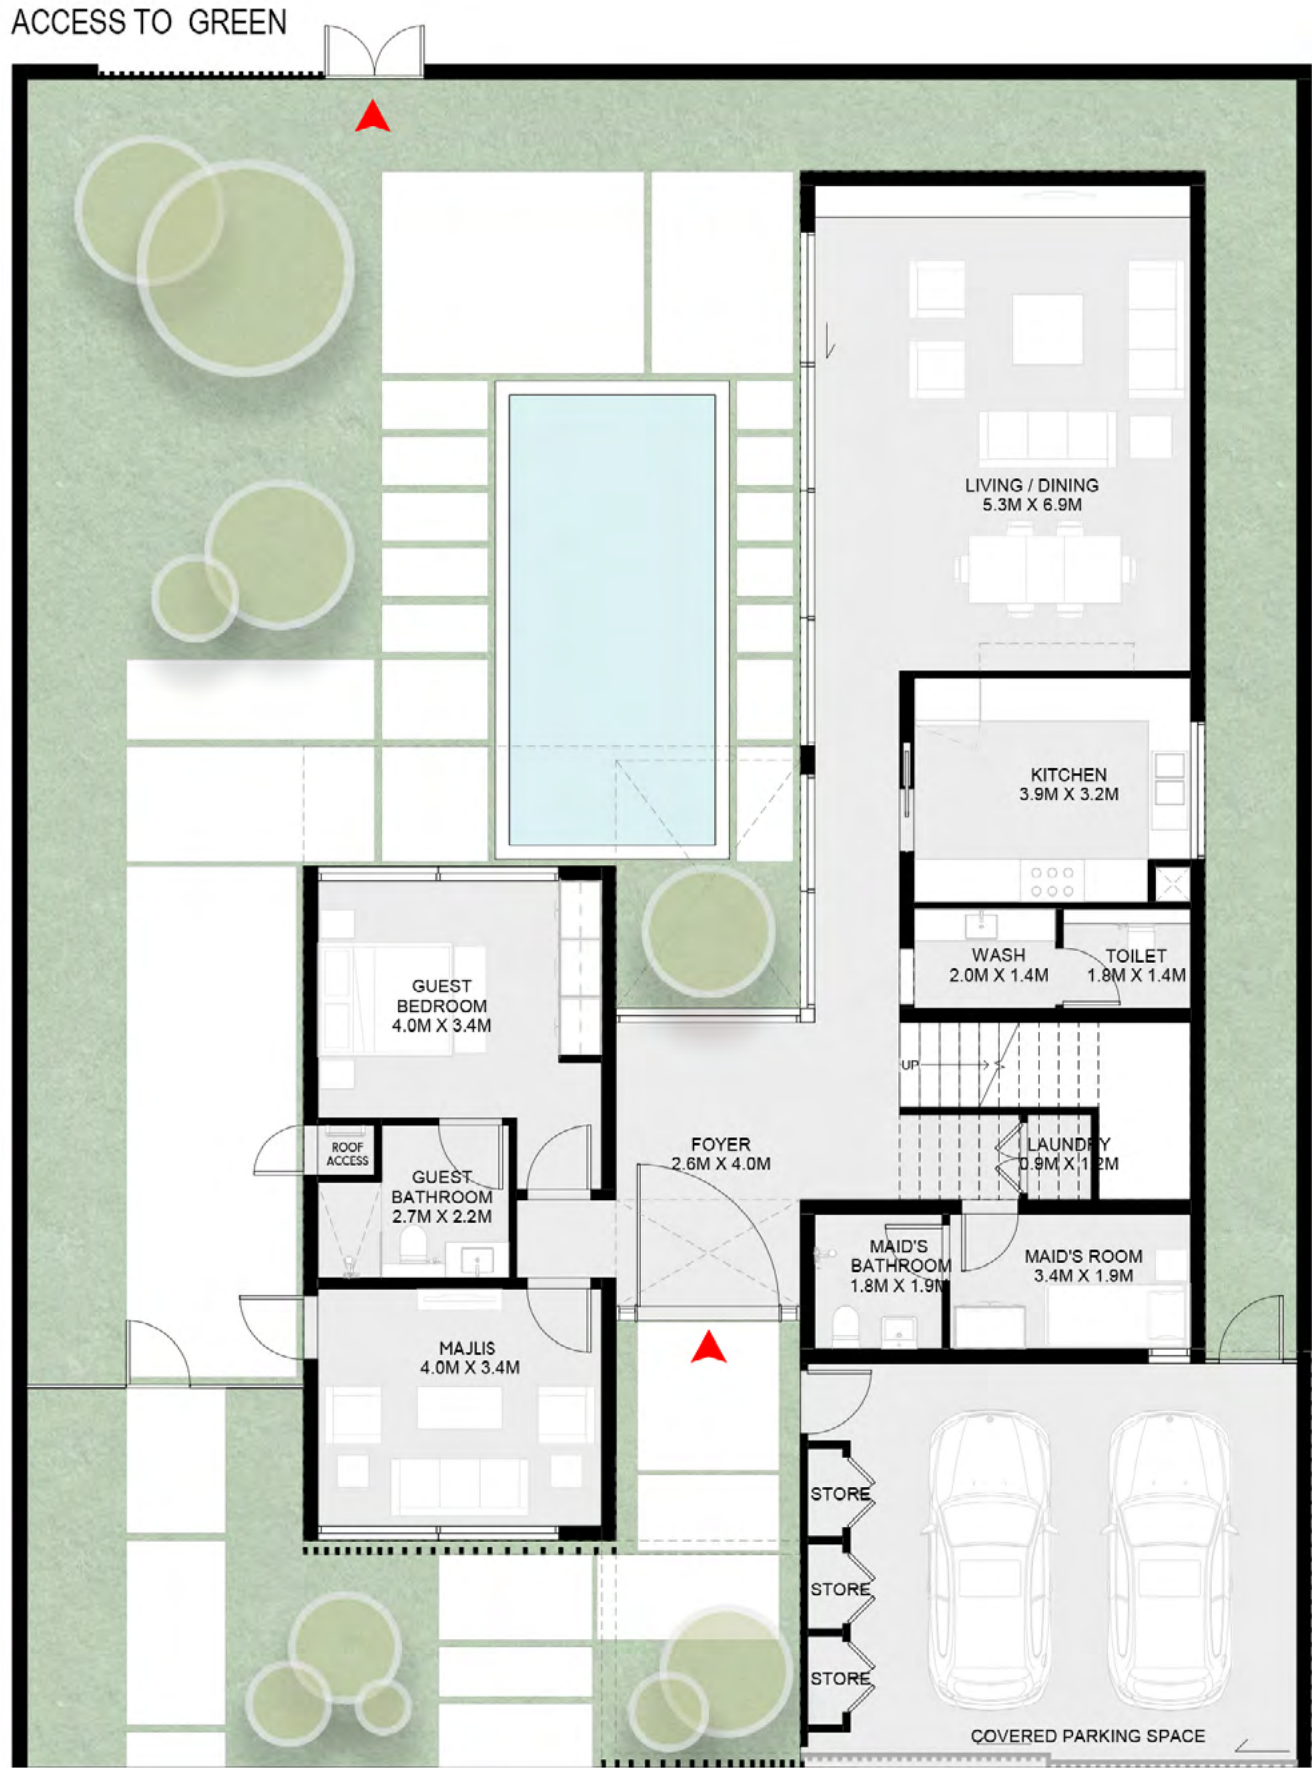 ACCESS TO GREEN
LIVING / DINING
5.3M X 6.9M
KITCHEN
3.9M X 3.2M
WASH
2.0M X 1.4M
TOILET
1.8M X 1.4M
GUEST
BEDROOM
4.0M X 3.4M
UP
ROOF
ACCESS
FOYER
2.6M X 4.0M
LAUNDRY
0.9M X 1.2M
GUEST
BATHROOM
2.7M X 2.2M
MAID'S
BATHROOM
1.8M X 1.9M
MAID'S ROOM
3.4M X 1.9M
MAJLIS
4.0M X 3.4M
STORE
STORE
STORE
COVERED PARKING SPACE